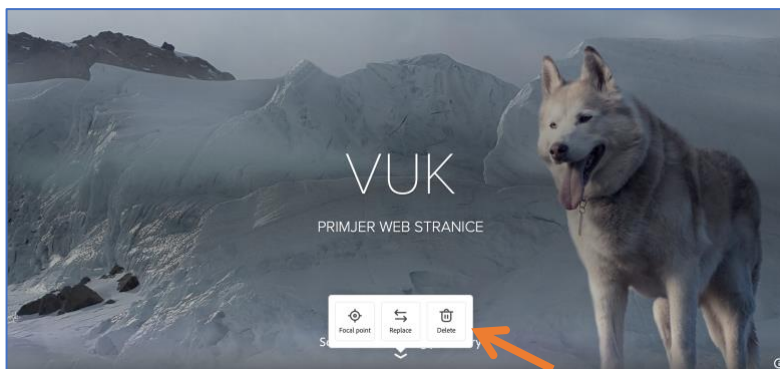 VUK
PRIMJER WEB STRANICE
Focal point
Replace
Delete